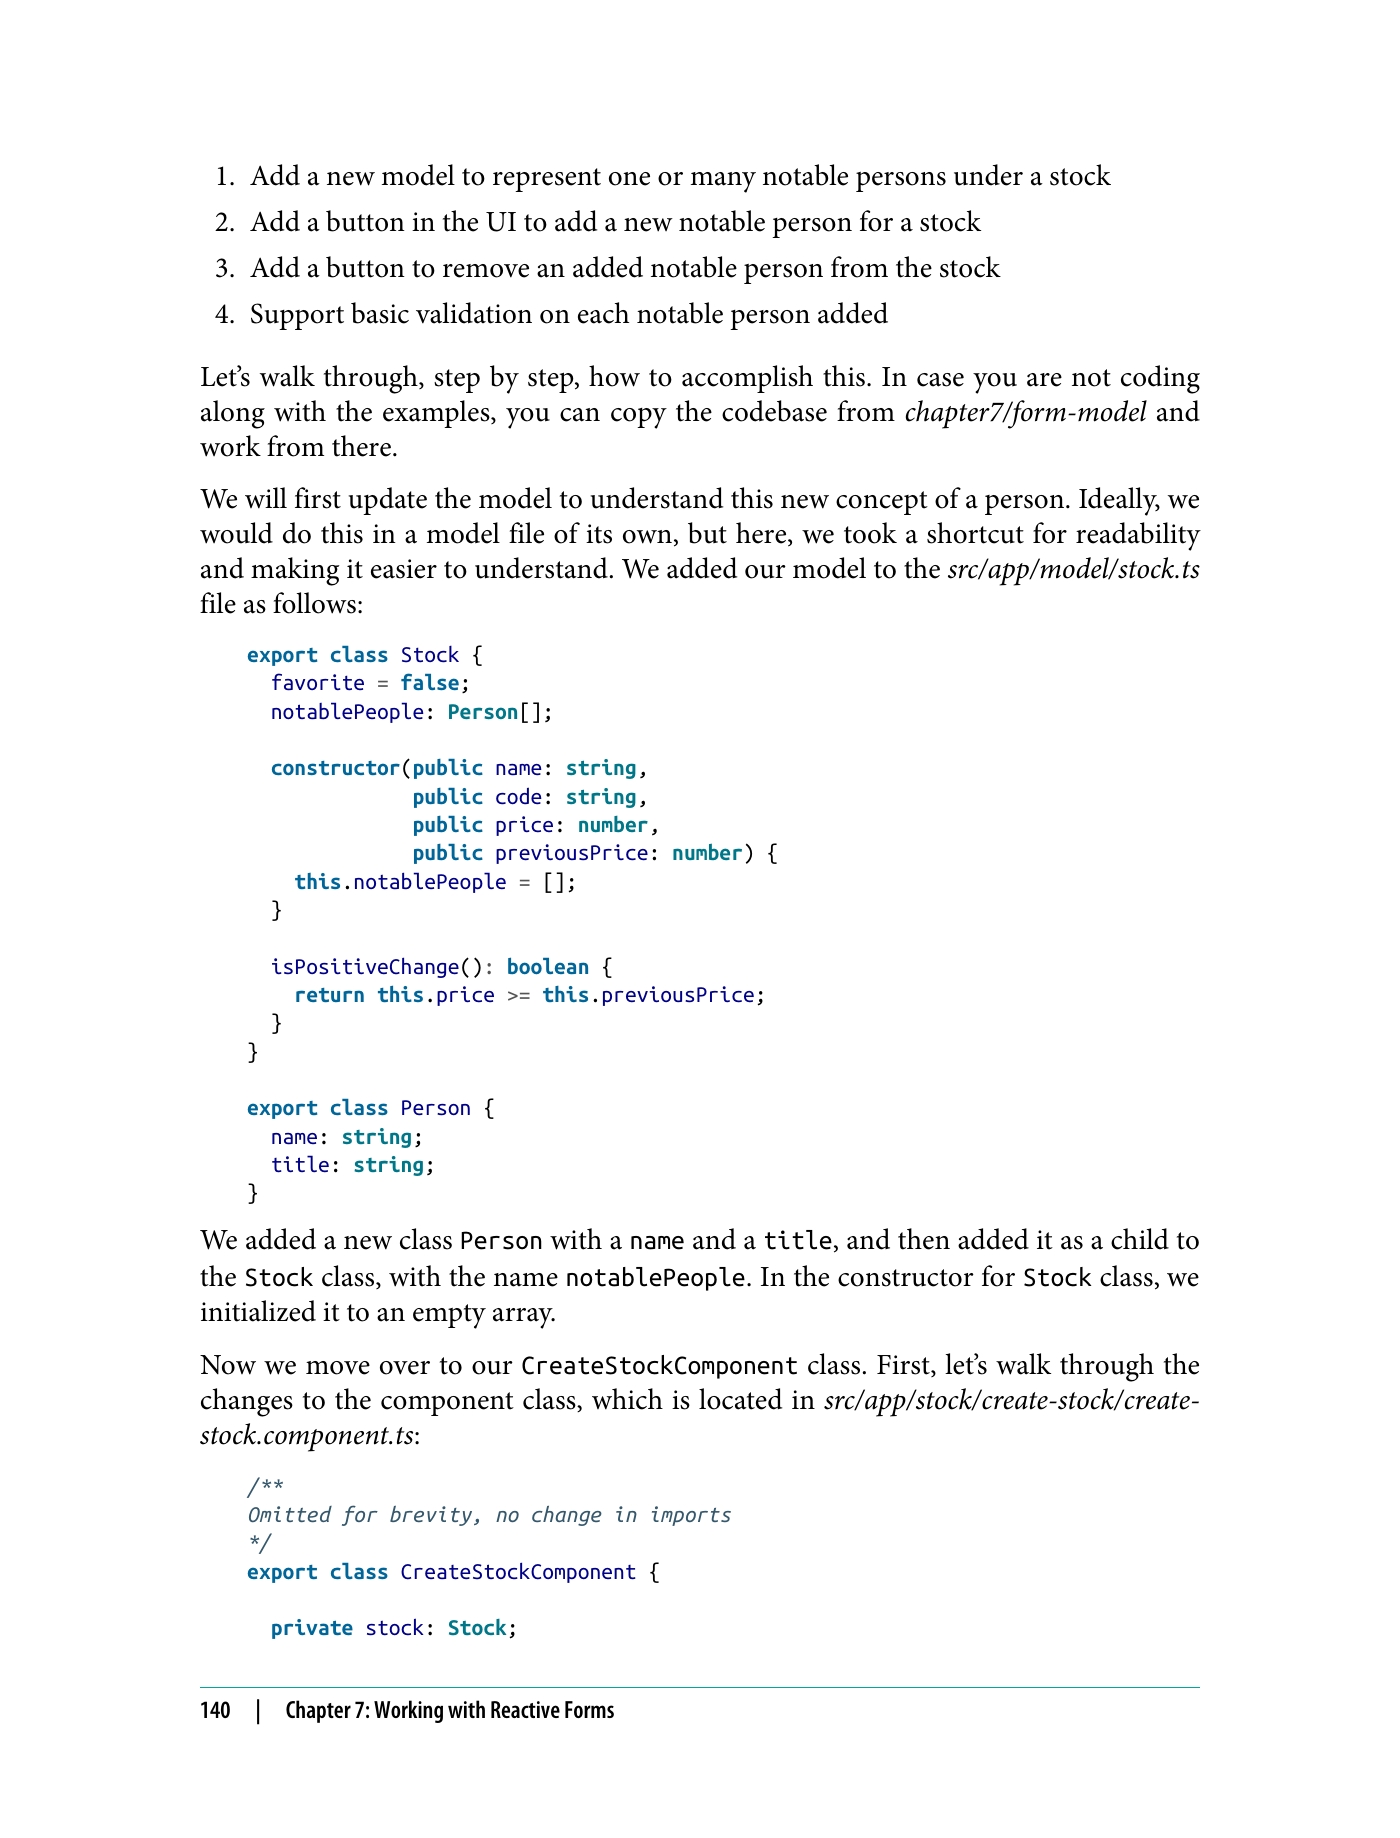 1. Add a new model to represent one or many notable persons under a stock
2. Add a button in the UI to add a new notable person for a stock
3. Add a button to remove an added notable person from the stock
4. Support basic validation on each notable person added
Let’s walk through, step by step, how to accomplish this. In case you are not coding
along with the examples, you can copy the codebase from chapter7/form-model and
work from there.
We will first update the model to understand this new concept of a person. Ideally, we
would do this in a model file of its own, but here, we took a shortcut for readability
and making it easier to understand. We added our model to the src/app/model/stock.ts
file as follows:
export class Stock {
  favorite = false;
  notablePeople: Person[];
  constructor(public name: string,
              public code: string,
              public price: number,
              public previousPrice: number) {
    this.notablePeople = [];
  }
  isPositiveChange(): boolean {
    return this.price >= this.previousPrice;
  }
}
export class Person {
  name: string;
  title: string;
}
We added a new class Person with a name and a title, and then added it as a child to
the Stock class, with the name notablePeople. In the constructor for Stock class, we
initialized it to an empty array.
Now we move over to our CreateStockComponent class. First, let’s walk through the
changes to the component class, which is located in src/app/stock/create-stock/create-
stock.component.ts:
/**
Omitted for brevity, no change in imports
*/
export class CreateStockComponent {
  private stock: Stock;
140 | Chapter 7: Working with Reactive Forms